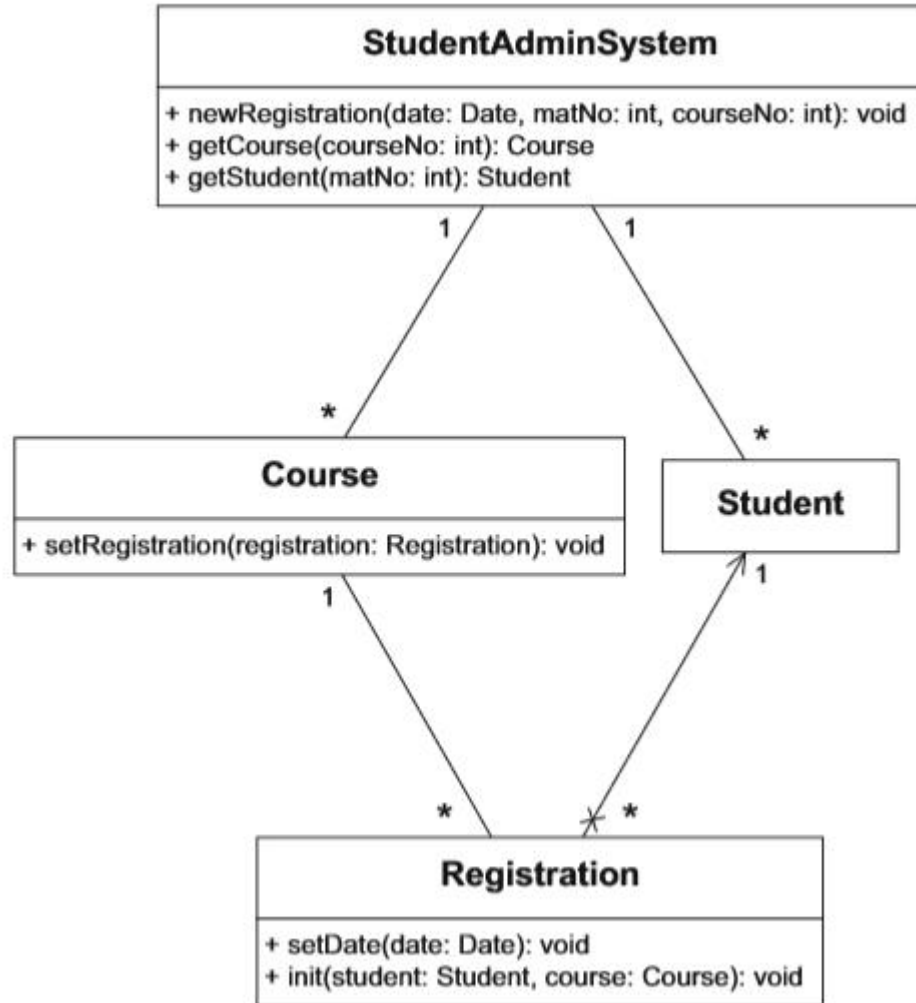 StudentAdminSystem
+ newRegistration(date: Date, matNo: int, courseNo: int): void
+ getCourse(courseNo: int): Course
+ getStudent(matNo: int): Student
1
1
*
*
Course
+ setRegistration(registration: Registration): void
Student
1
1
*
*
Registration
+ setDate(date: Date): void
+ init(student: Student, course: Course): void